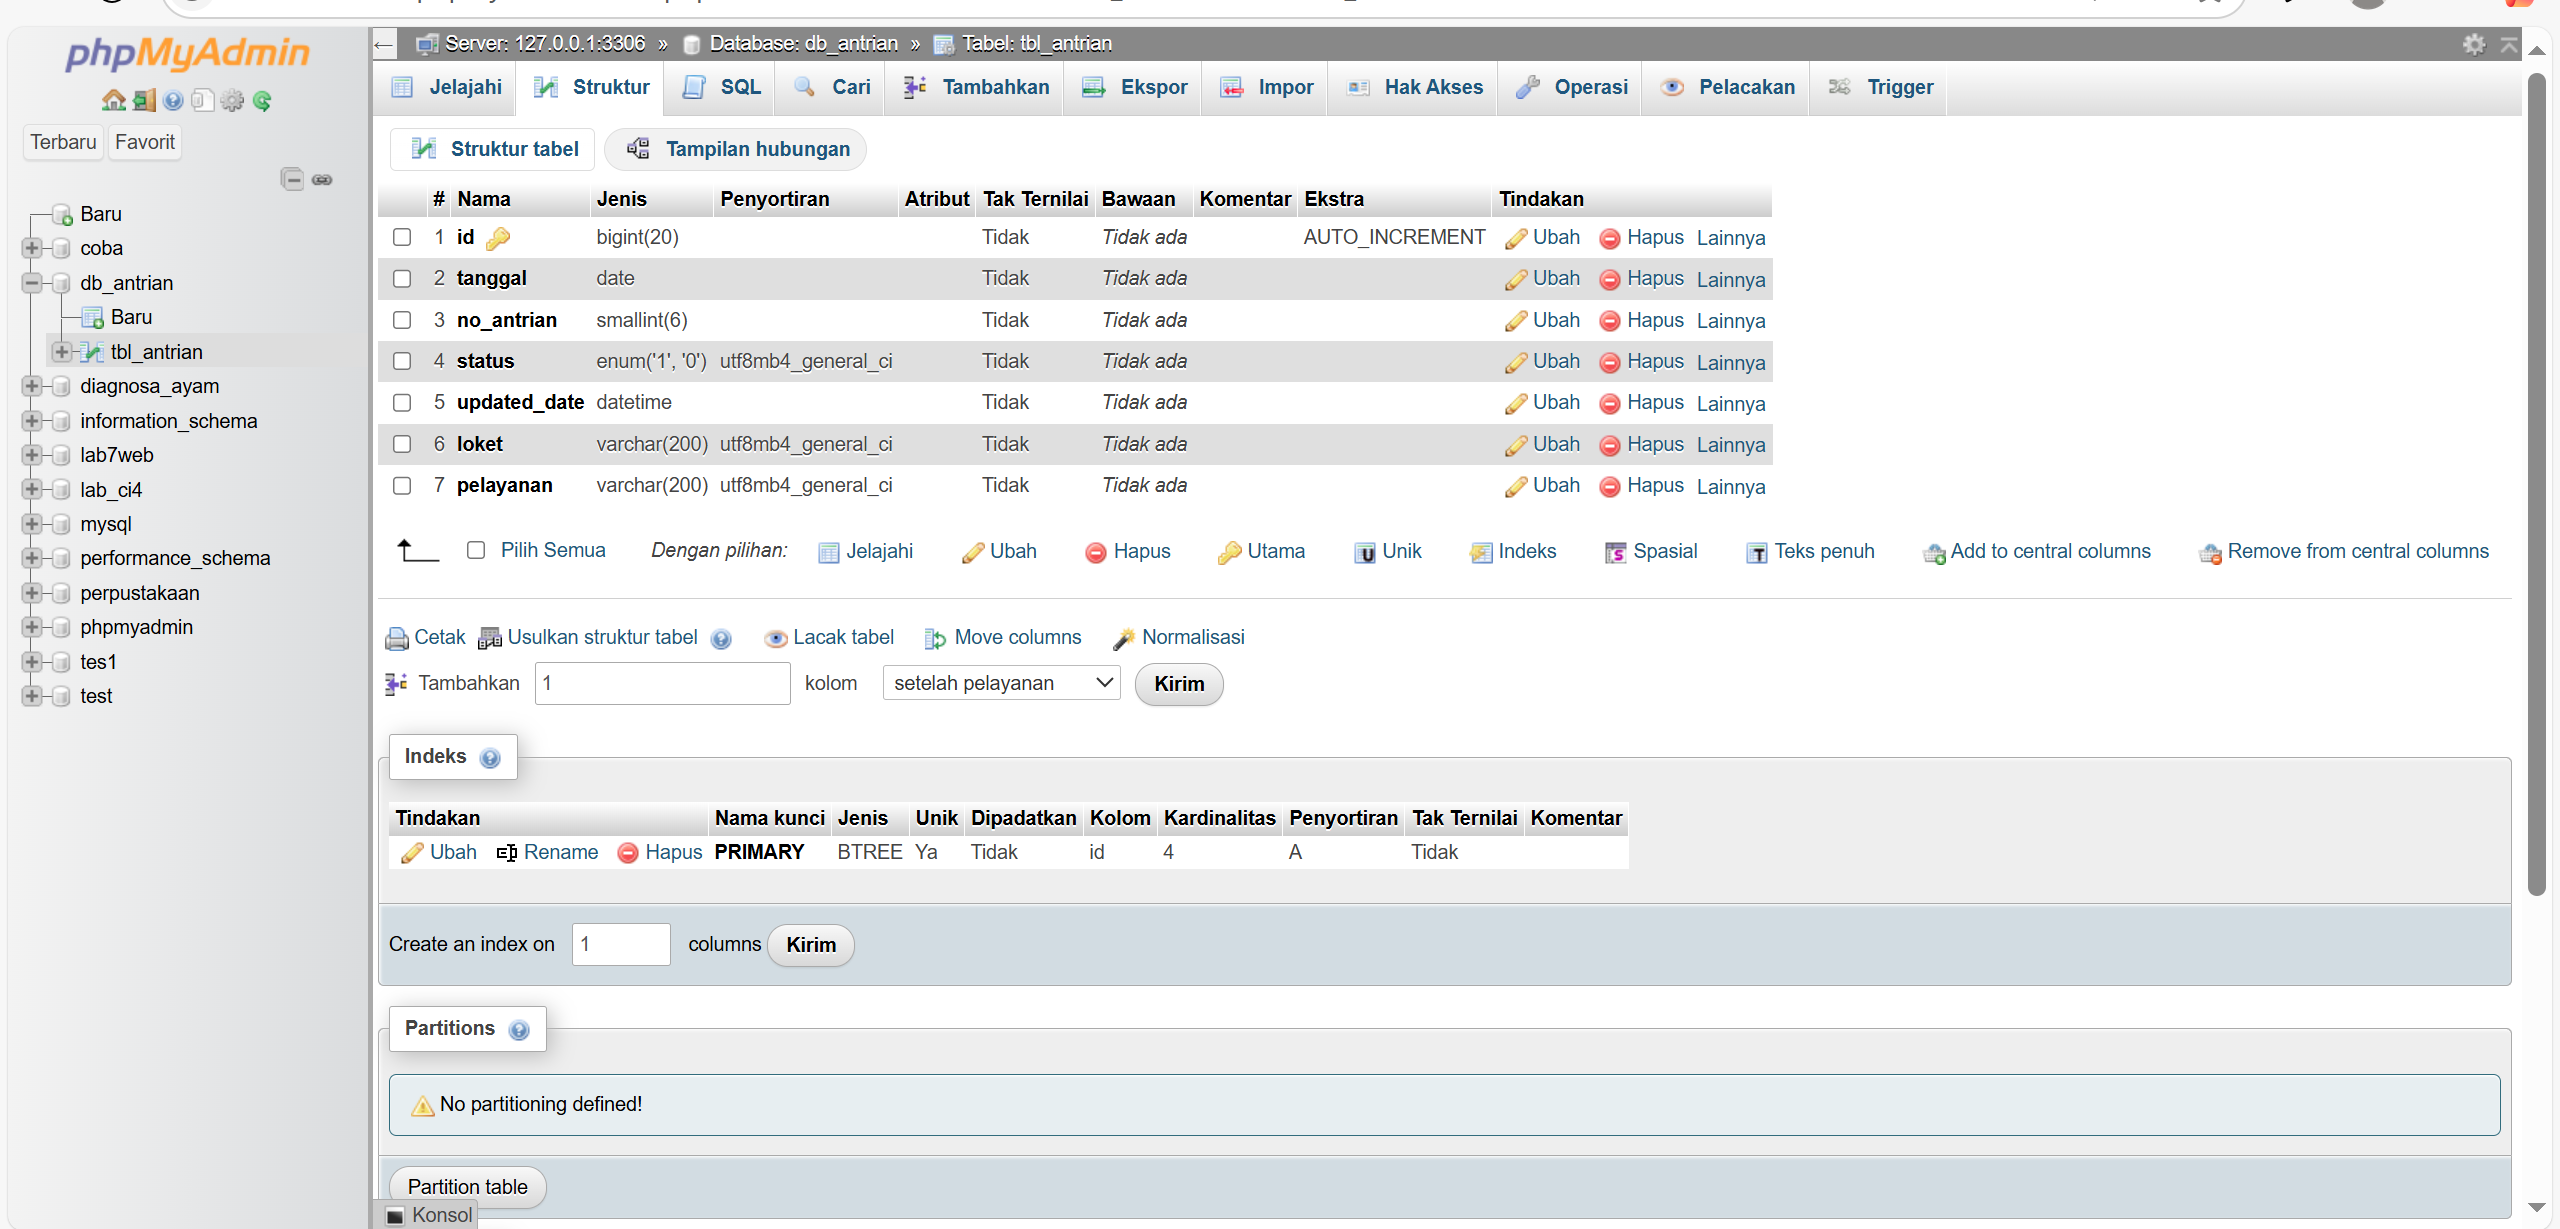 phpMyAdmin
Terbaru Favorit
Baru
coba
db_antrian
Baru
tbl_antrian
diagnosa_ayam
information_schema
lab7web
lab_ci4
mysql
performance_schema
perpustakaan
phpmyadmin
tes1
test
Server: 127.0.0.1:3306 » Database: db_antrian » Tabel: tbl_antrian
Jelajahi Struktur SQL Cari Tambahkan Ekspor Impor Hak Akses Operasi Pelacakan Trigger
Struktur tabel Tampilan hubungan
# Nama Jenis Penyortiran Atribut Tak Ternilai Bawaan Komentar Ekstra Tindakan
1 id bigint(20) Tidak Tidak ada AUTO_INCREMENT Ubah Hapus Lainnya
2 tanggal date Tidak Tidak ada Ubah Hapus Lainnya
3 no_antrian smallint(6) Tidak Tidak ada Ubah Hapus Lainnya
4 status enum('1', '0') utf8mb4_general_ci Tidak Tidak ada Ubah Hapus Lainnya
5 updated_date datetime Tidak Tidak ada Ubah Hapus Lainnya
6 loket varchar(200) utf8mb4_general_ci Tidak Tidak ada Ubah Hapus Lainnya
7 pelayanan varchar(200) utf8mb4_general_ci Tidak Tidak ada Ubah Hapus Lainnya
Pilih Semua Dengan pilihan: Jelajahi Ubah Hapus Utama Unik Indeks Spasial Teks penuh Add to central columns Remove from central columns
Cetak Usulkan struktur tabel Lacak tabel Move columns Normalisasi
Tambahkan 1 kolom setelah pelayanan Kirim
Indeks
Tindakan Nama kunci Jenis Unik Dipadatkan Kolom Kardinalitas Penyortiran Tak Ternilai Komentar
Ubah Rename Hapus PRIMARY BTREE Ya Tidak id 4 A Tidak
Create an index on 1 columns Kirim
Partitions
No partitioning defined!
Partition table
Konsol